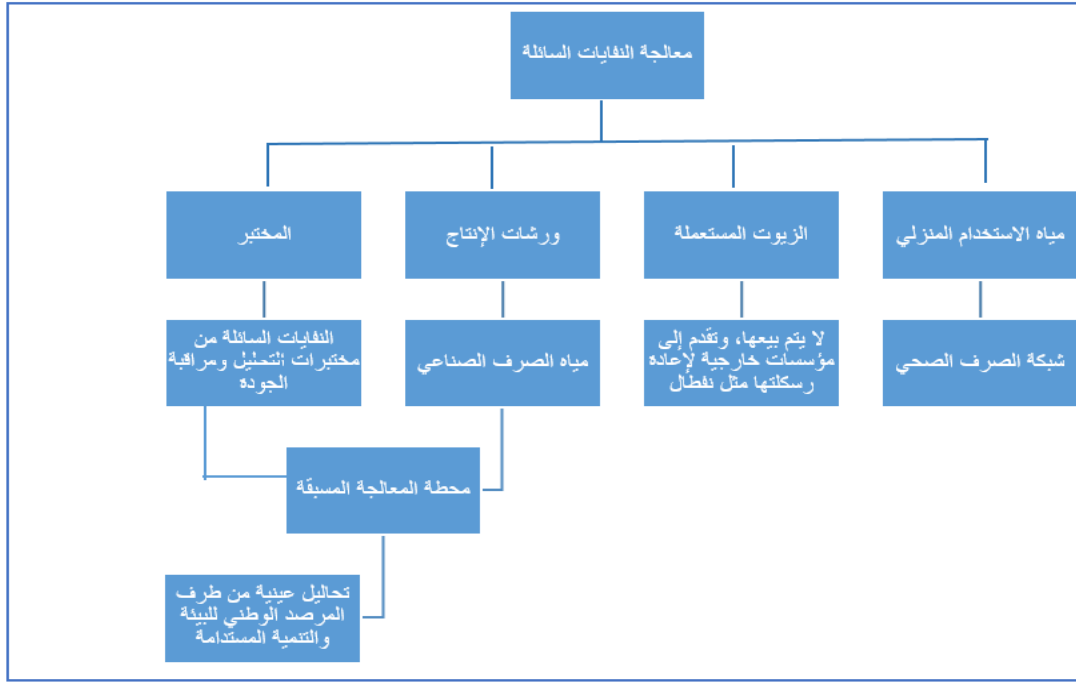 معالجة النفايات السائلة
مياه الاستخدام المنزلي
الزيوت المستعملة
ورشات الإنتاج
المختبر
شبكة الصرف الصحي
لا يتم بيعها، وتقدم إلى
مؤسسات خارجية لإعادة
رسكلتها مثل نفطال
مياه الصرف الصناعي
النفايات السائلة من
مختبرات التحليل ومراقبة
الجودة
محطة المعالجة المسبقة
تحاليل عينية من طرف
المرصد الوطني للبيئة
والتنمية المستدامة